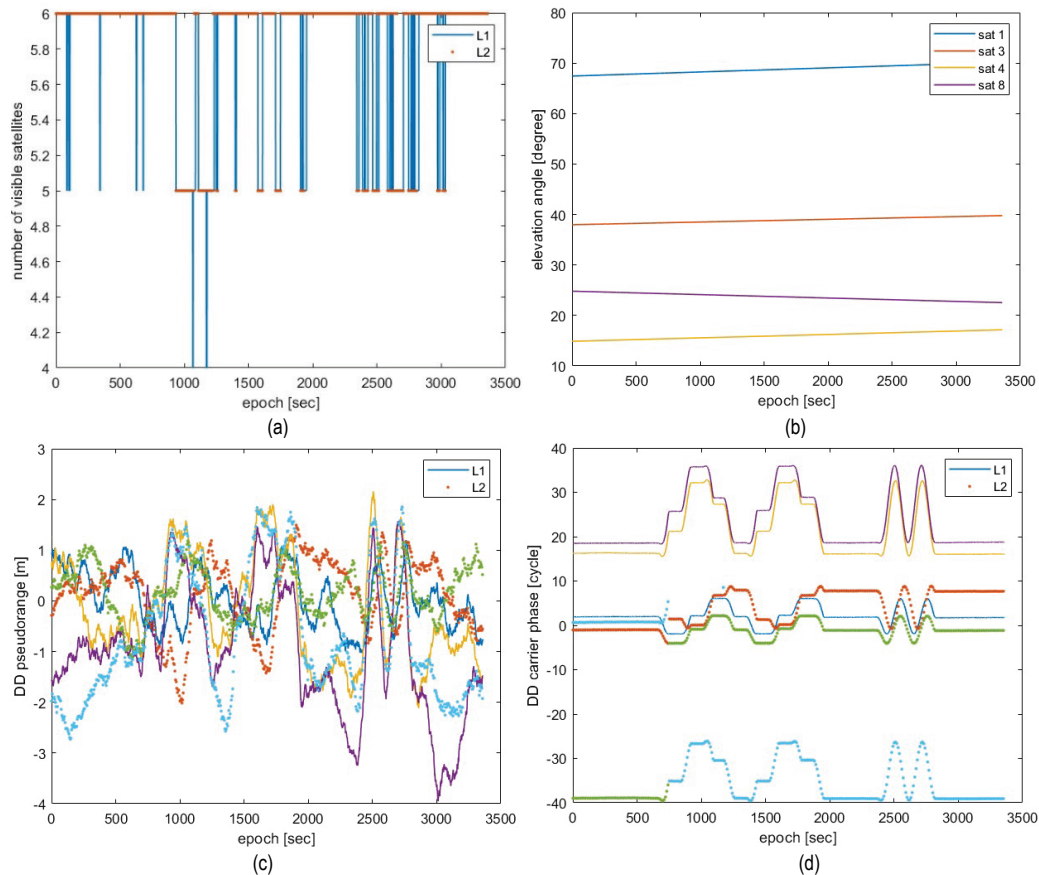 6
5.8
5.6
5.4
5.2
5
4.8
4.6
4.4
4.2
4
number of visible satellites
L1
L2
0 500 1000 1500 2000 2500 3000 3500
epoch [sec]
(a)
80
70
60
50
40
30
20
10
elevation angle [degree]
sat 1
sat 3
sat 4
sat 8
0 500 1000 1500 2000 2500 3000 3500
epoch [sec]
(b)
3
2
1
0
-1
-2
-3
-4
DD pseudorange [m]
L1
L2
0 500 1000 1500 2000 2500 3000 3500
epoch [sec]
(c)
40
30
20
10
0
-10
-20
-30
-40
DD carrier phase [cycle]
L1
L2
0 500 1000 1500 2000 2500 3000 3500
epoch [sec]
(d)